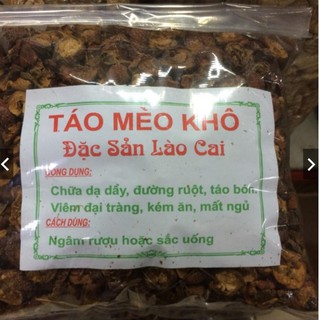 TÁO MÈO KHÔ
Đặc Sản Lào Cai
CÔNG DỤNG:
Chữa dạ dầy, đường ruột, táo bón.
Viêm đại tràng, kém ăn, mất ngủ
CÁCH DÙNG:
Ngâm rượu hoặc sắc uống